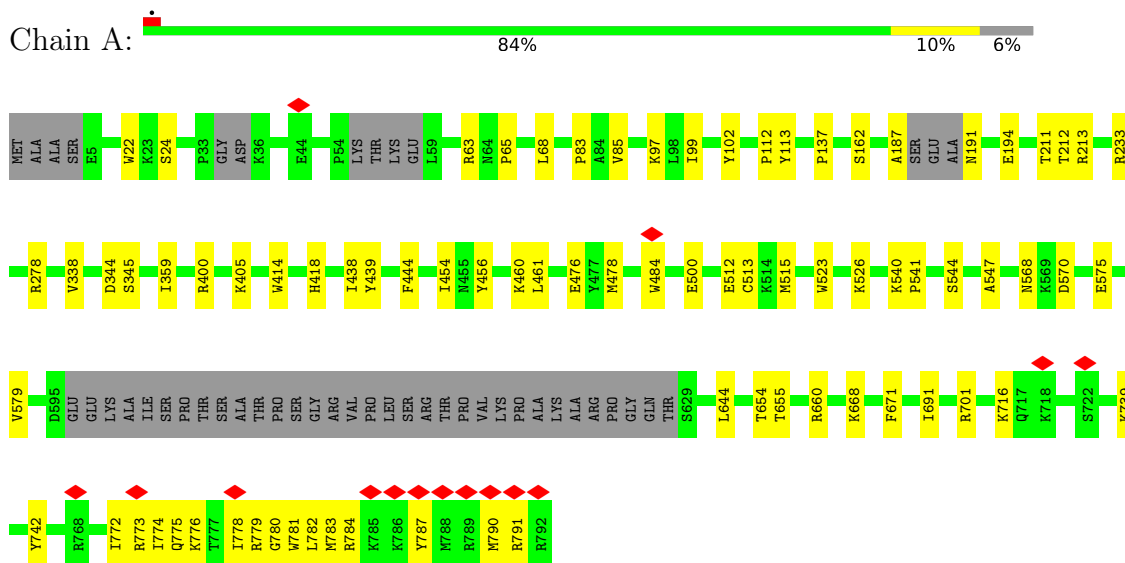 Chain A:
84% 10% 6%
MET ALA ALA SER E5 W22 K23 S24 P33 GLY ASP K36 E44 P54 LYS THR LYS GLU L59 R63 N64 P65 L68 P83 A84 V85 K97 L98 I99 Y102 P112 Y113 P137 S162 A187 SER GLU ALA N191 E194 T211 T212 R213 R233
R278 V338 D344 S345 I359 R400 K405 W414 H418 I438 Y439 F444 I454 N455 Y456 K460 L461 E476 Y477 M478 W484 E500 E512 C513 K514 M515 W523 K526 K540 P541 S544 A547 N568 K569 D570 E575
V579 D595 GLU GLU LYS ALA ILE SER PRO THR SER ALA THR PRO SER GLY ARG VAL PRO LEU SER ARG THR PRO VAL LYS PRO ALA LYS ALA ARG PRO GLY GLN THR S629 L644 T654 T655 R660 K668 F671 I691 R701 K716 Q717 K718 S722
Y742 R768 I772 R773 I774 Q775 K776 T777 I778 R779 G780 W781 L782 M783 R784 K785 K786 Y787 M788 R789 M790 R791 R792